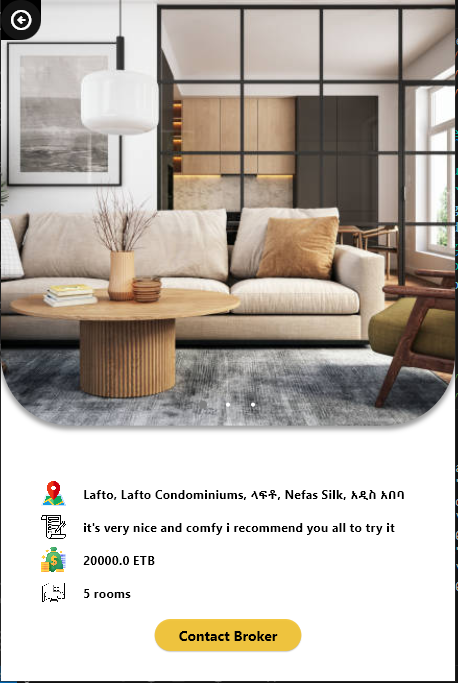 Lafto, Lafto Condominiums, ላፍቶ, Nefas Silk, አዲስ አበባ
it's very nice and comfy i recommend you all to try it
20000.0 ETB
5 rooms
Contact Broker